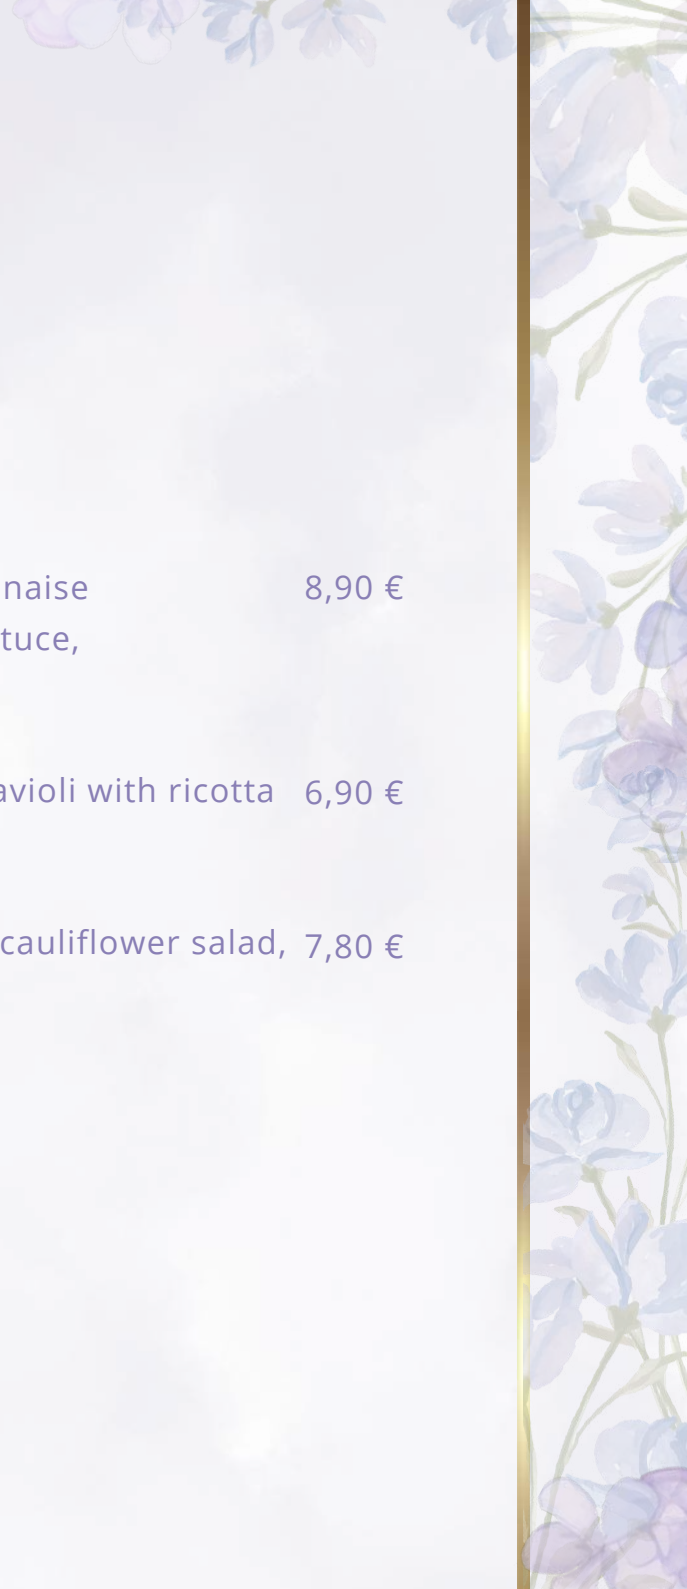 naise 8,90 €
tuce,
avioli with ricotta 6,90 €
cauliflower salad, 7,80 €